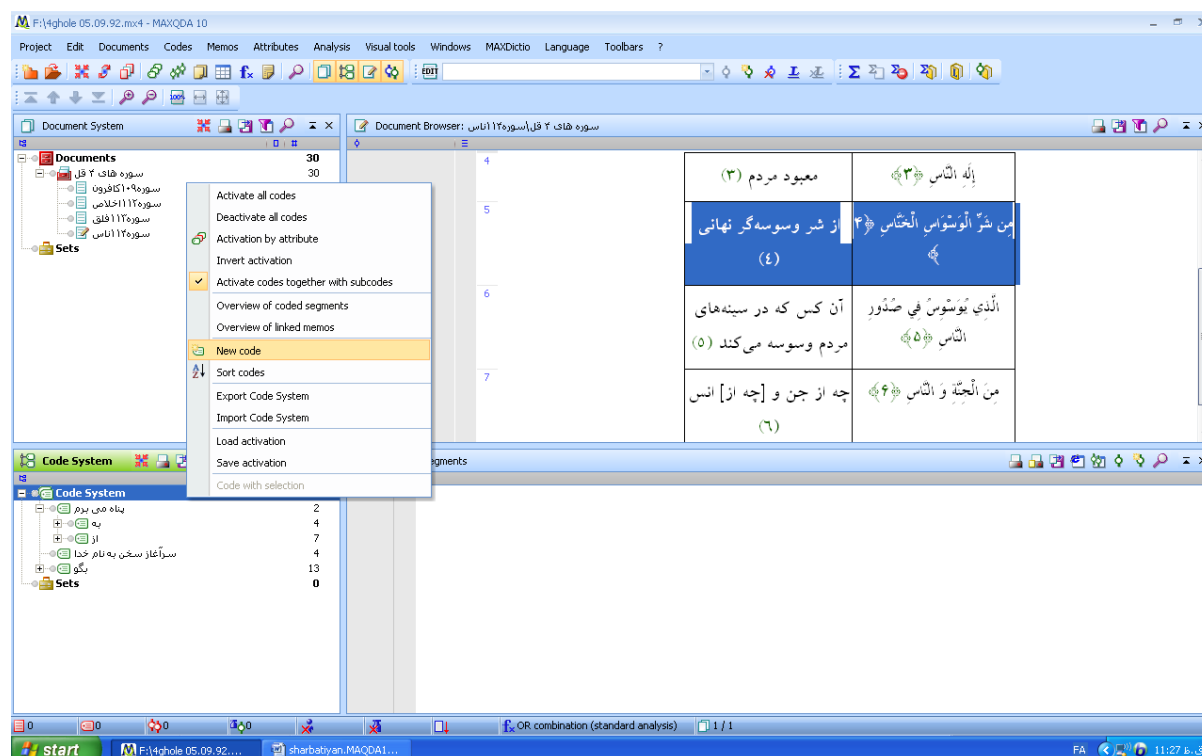 F:\4ghole 05.09.92.mx4 - MAXQDA 10
Project Edit Documents Codes Memos Attributes Analysis Visual tools Windows MAXDictio Language Toolbars ?
Document System
Documents 30
سوره های ۴ قل 30
سوره۱۰۹کافرون
سوره۱۱۲اخلاص
سوره۱۱۳فلق
سوره۱۱۴ناس
Sets
Activate all codes
Deactivate all codes
Activation by attribute
Invert activation
Activate codes together with subcodes
Overview of coded segments
Overview of linked memos
New code
Sort codes
Export Code System
Import Code System
Load activation
Save activation
Code with selection
Document Browser: سوره های ۴ قل\سوره۱۱۴ناس
4
إِلَهِ النَّاسِ ﴿۳﴾ معبود مردم (۳)
5
مِن شَرِّ الْوَسْوَاسِ الْخَنَّاسِ ﴿۴﴾ از شر وسوسه‌گر نهانی (٤)
6
الَّذِي يُوَسْوِسُ فِي صُدُورِ النَّاسِ ﴿۵﴾ آن کس که در سینه‌های مردم وسوسه می‌کند (٥)
7
مِنَ الْجِنَّةِ وَ النَّاسِ ﴿۶﴾ چه از جن و [چه از] انس (٦)
Code System
Code System
پناه می برم 2
به 4
از 7
سرآغاز سخن به نام خدا 4
بگو 13
Sets 0
0 0 0 0
OR combination (standard analysis) 1 / 1
start F:\4ghole 05.09.92.... sharbatiyan.MAQDA1... FA 11:27 ق.ظ